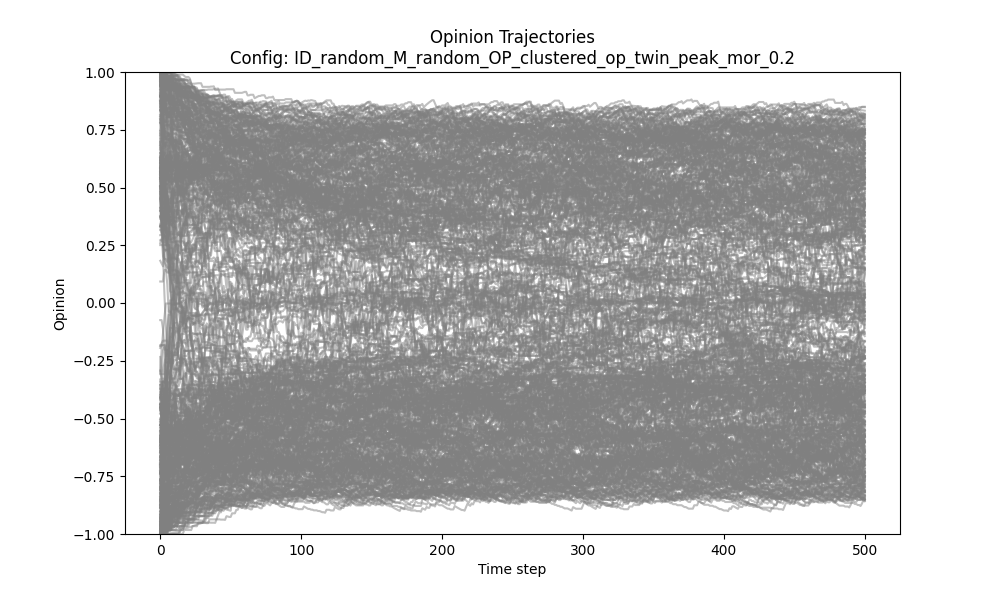 Opinion Trajectories
Config: ID_random_M_random_OP_clustered_op_twin_peak_mor_0.2
1.00
0.75
0.50
0.25
0.00
−0.25
−0.50
−0.75
−1.00
Opinion
0 100 200 300 400 500
Time step